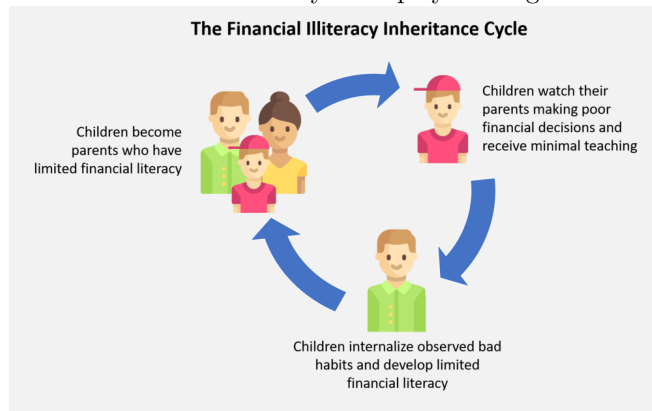 The Financial Illiteracy Inheritance Cycle
Children watch their
parents making poor
financial decisions and
receive minimal teaching
Children become
parents who have
limited financial literacy
Children internalize observed bad
habits and develop limited
financial literacy